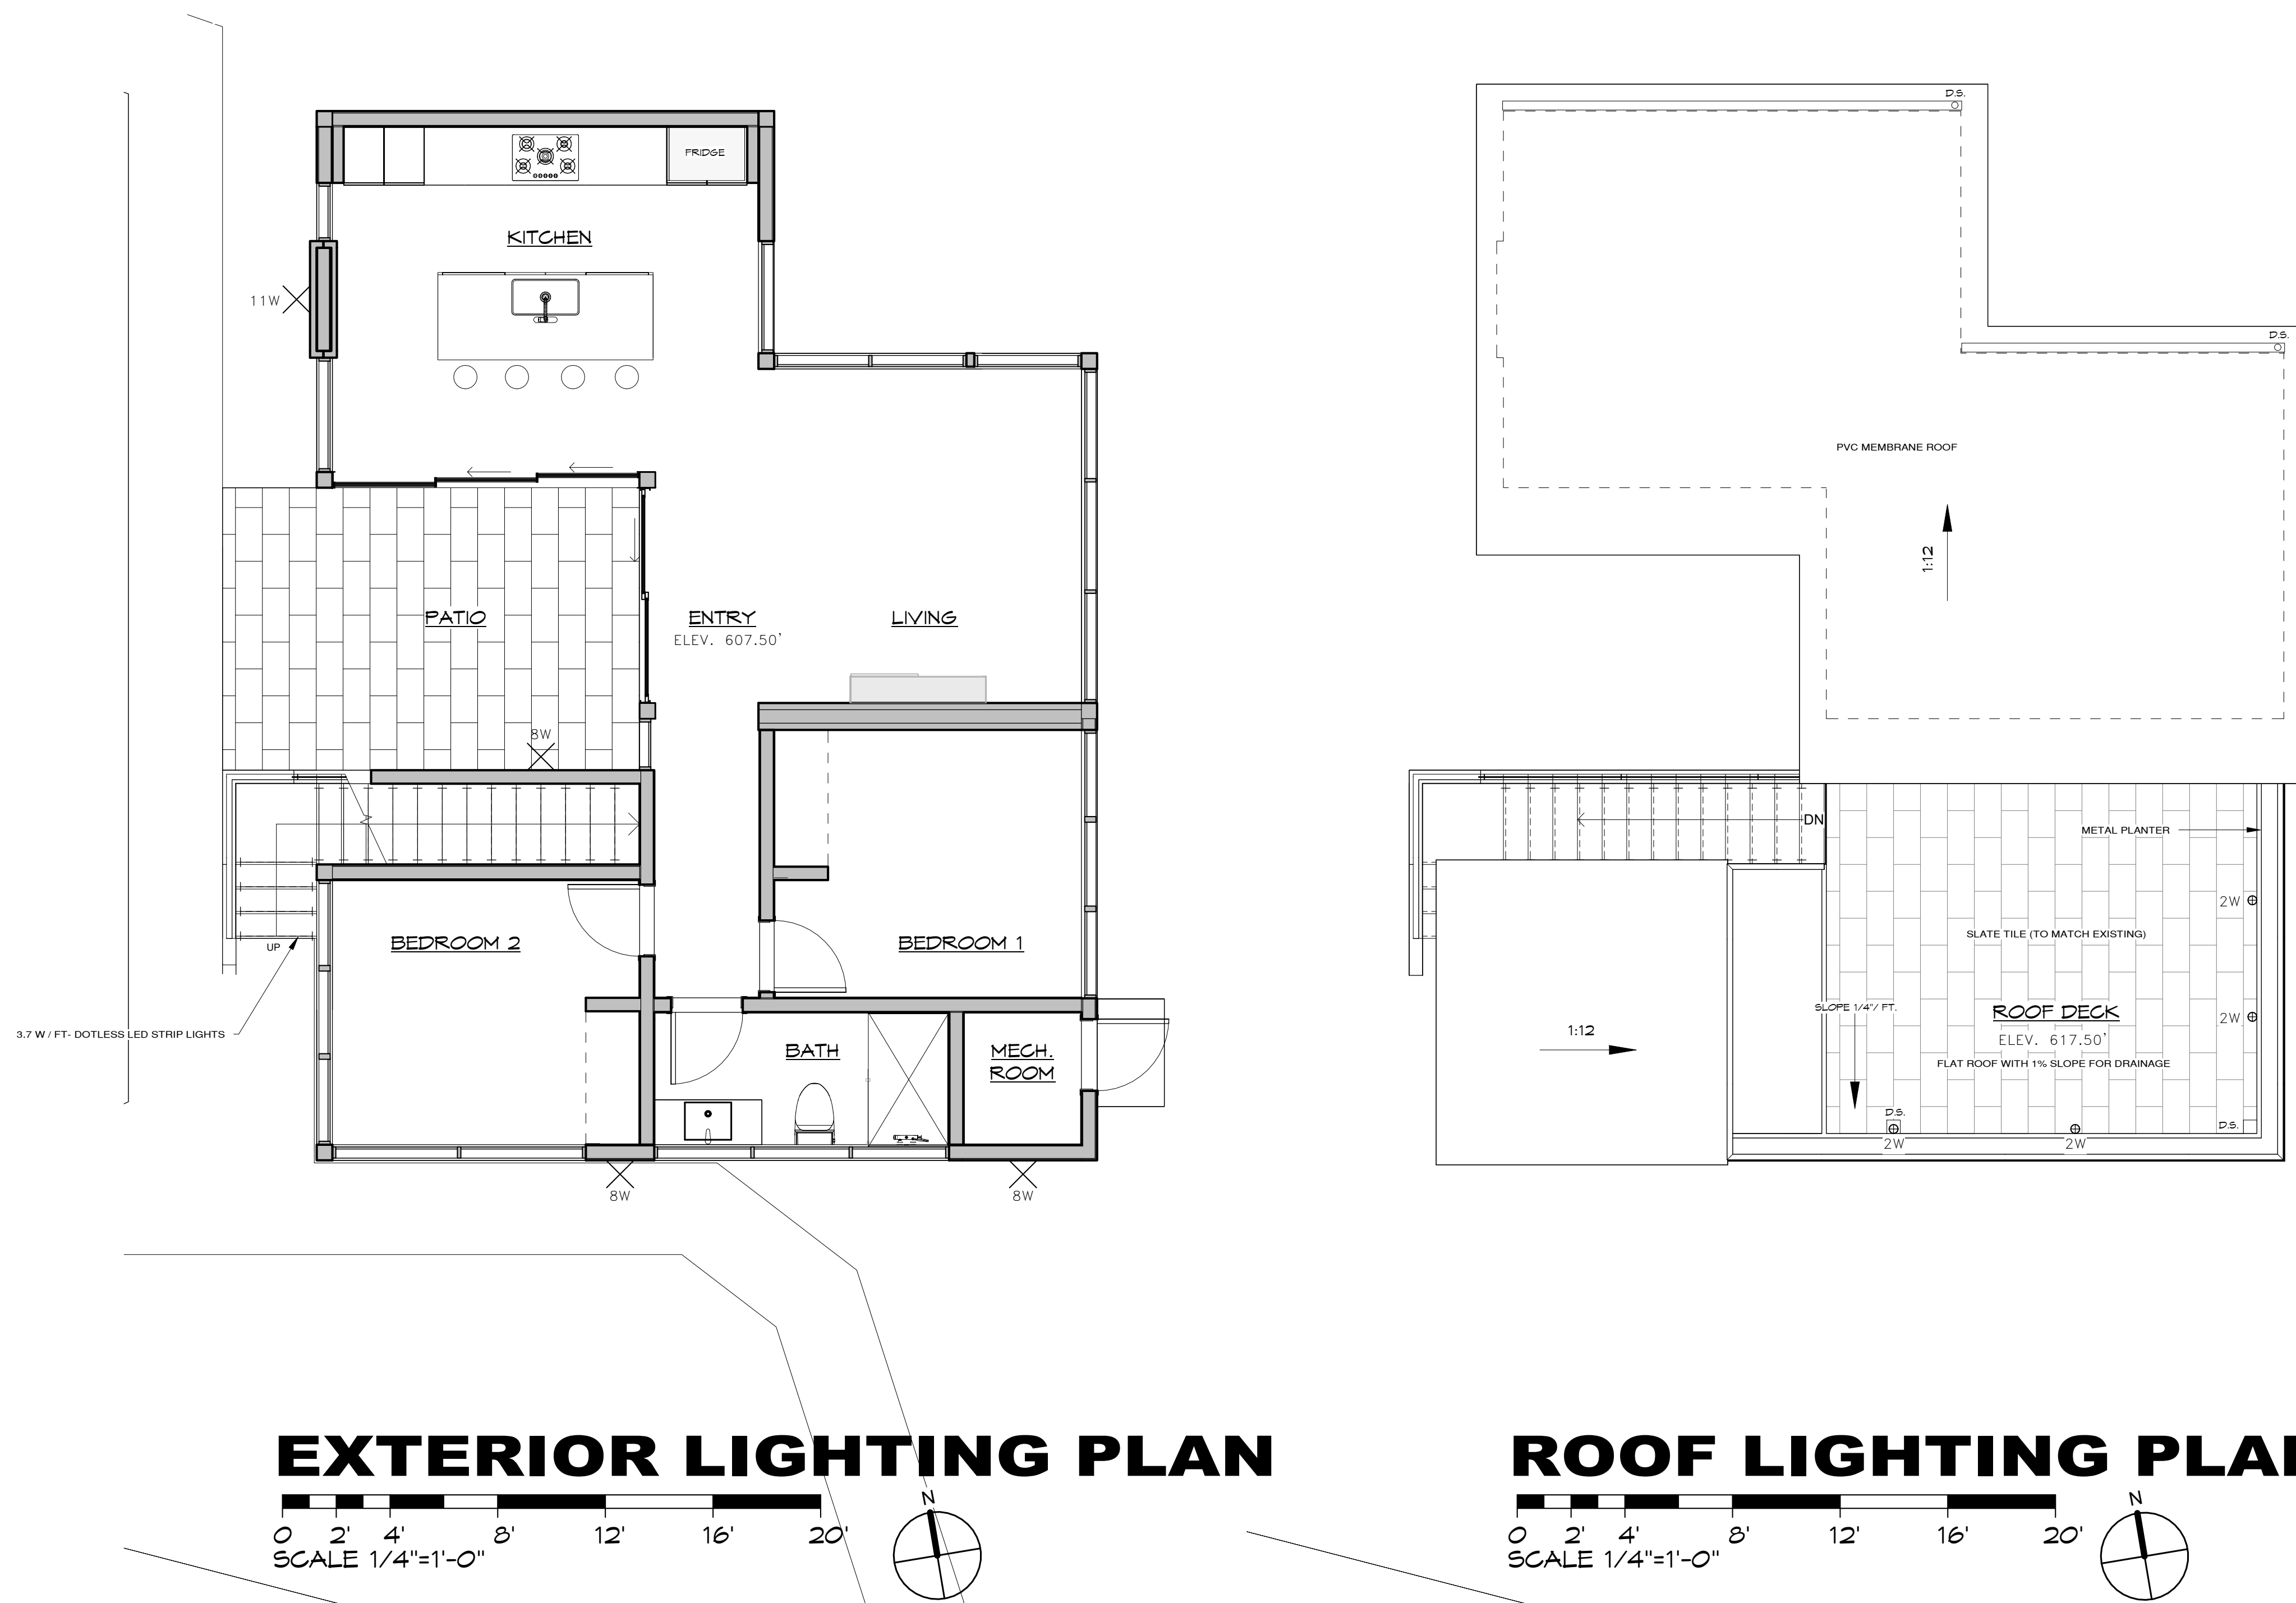 FRIDGE
KITCHEN
11W
PATIO
ENTRY
ELEV. 607.50'
LIVING
8W
UP
BEDROOM 2
BEDROOM 1
3.7 W / FT- DOTLESS LED STRIP LIGHTS
BATH
MECH.
ROOM
8W
8W
EXTERIOR LIGHTING PLAN
0 2' 4' 8' 12' 16' 20'
SCALE 1/4"=1'-0"
N
D.S.
D.S.
PVC MEMBRANE ROOF
1:12
DN
METAL PLANTER
2W
SLATE TILE (TO MATCH EXISTING)
SLOPE 1/4"/ FT.
ROOF DECK
2W
ELEV. 617.50'
1:12
FLAT ROOF WITH 1% SLOPE FOR DRAINAGE
D.S.
D.S.
2W
2W
ROOF LIGHTING PLA
0 2' 4' 8' 12' 16' 20'
SCALE 1/4"=1'-0"
N